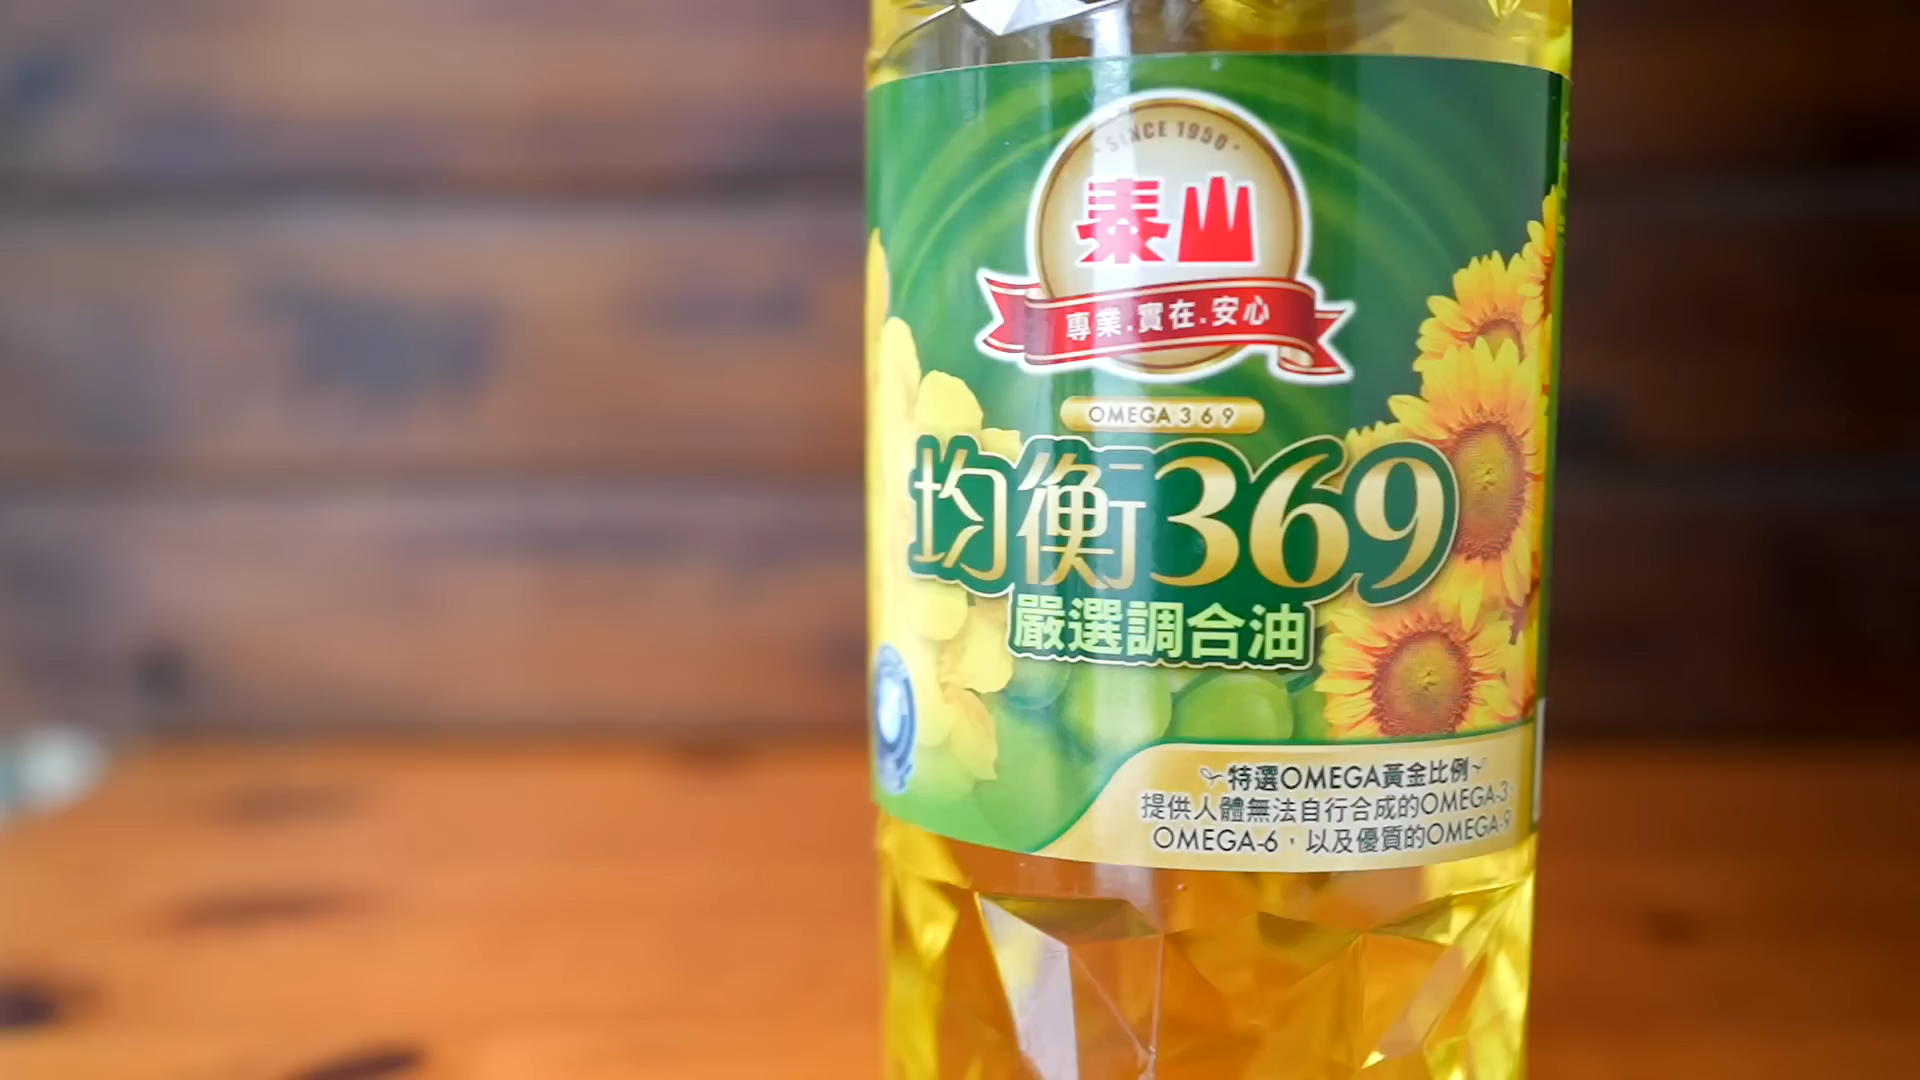 SINCE 1950
泰山
專業.實在.安心
OMEGA 3 6 9
均衡369
嚴選調合油
特選OMEGA黃金比例
提供人體無法自行合成的OMEGA-3
OMEGA-6，以及優質的OMEGA-9